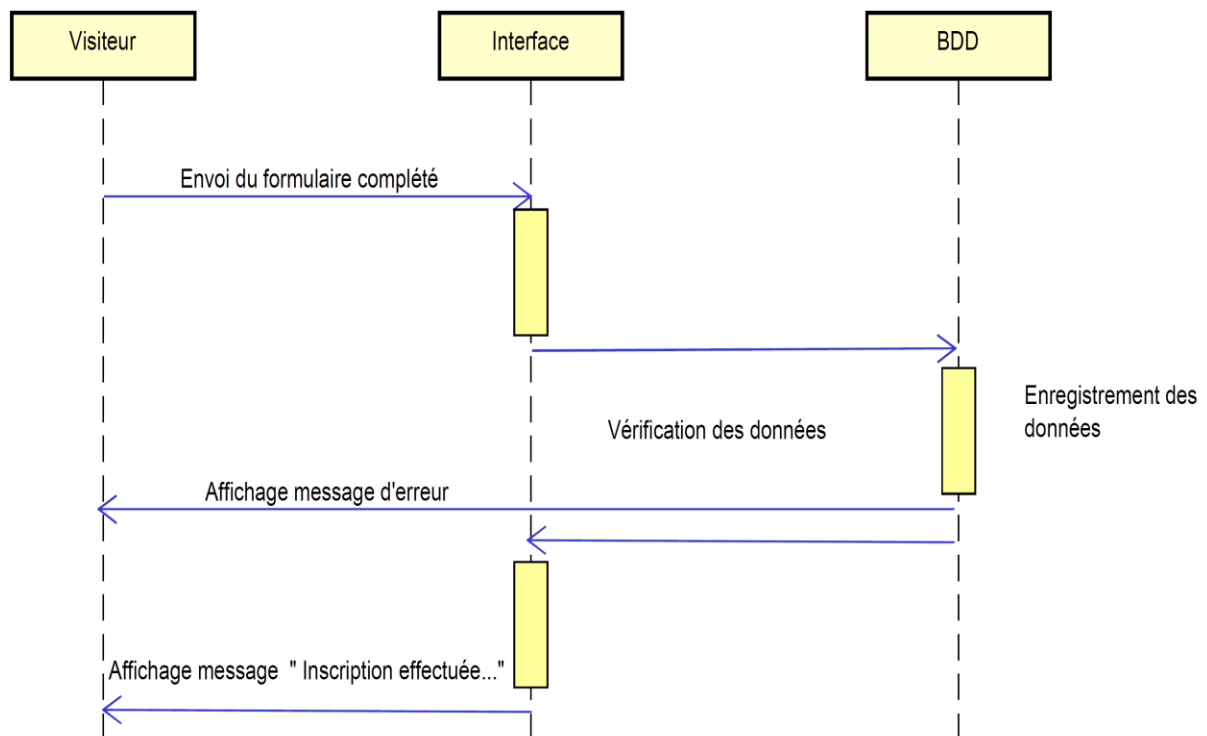 Visiteur
Interface
BDD
Envoi du formulaire complété
Enregistrement des
données
Vérification des données
Affichage message d'erreur
Affichage message " Inscription effectuée..."